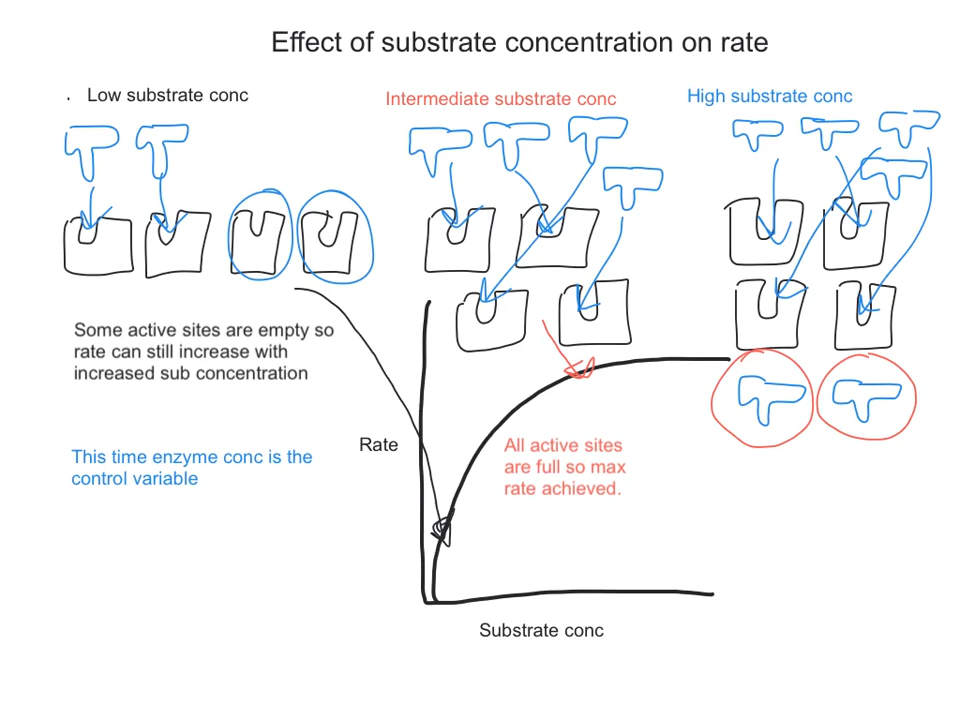 Effect of substrate concentration on rate
Low substrate conc
Intermediate substrate conc
High substrate conc
Some active sites are empty so
rate can still increase with
increased sub concentration
This time enzyme conc is the
control variable
Rate
All active sites
are full so max
rate achieved.
Substrate conc